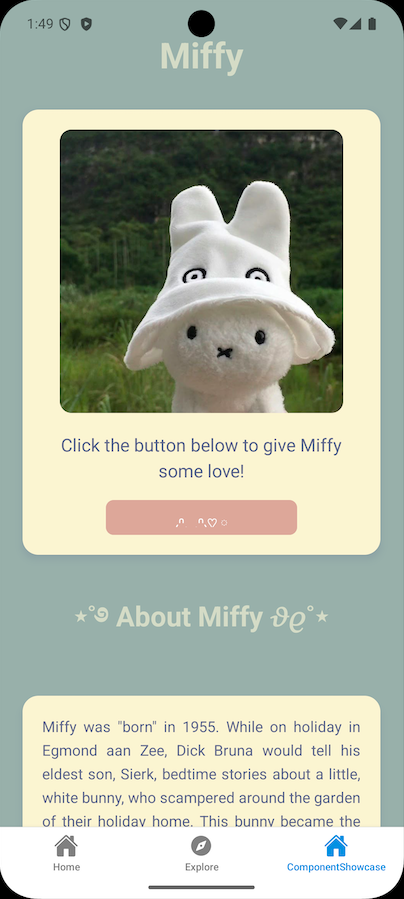 1:49
Miffy
Click the button below to give Miffy
some love!
⋆˚࿔ About Miffy 𝜗𝜚˚⋆
Miffy was "born" in 1955. While on holiday in
Egmond aan Zee, Dick Bruna would tell his
eldest son, Sierk, bedtime stories about a little,
white bunny, who scampered around the garden
of their holiday home. This bunny became the
Home
Explore
ComponentShowcase